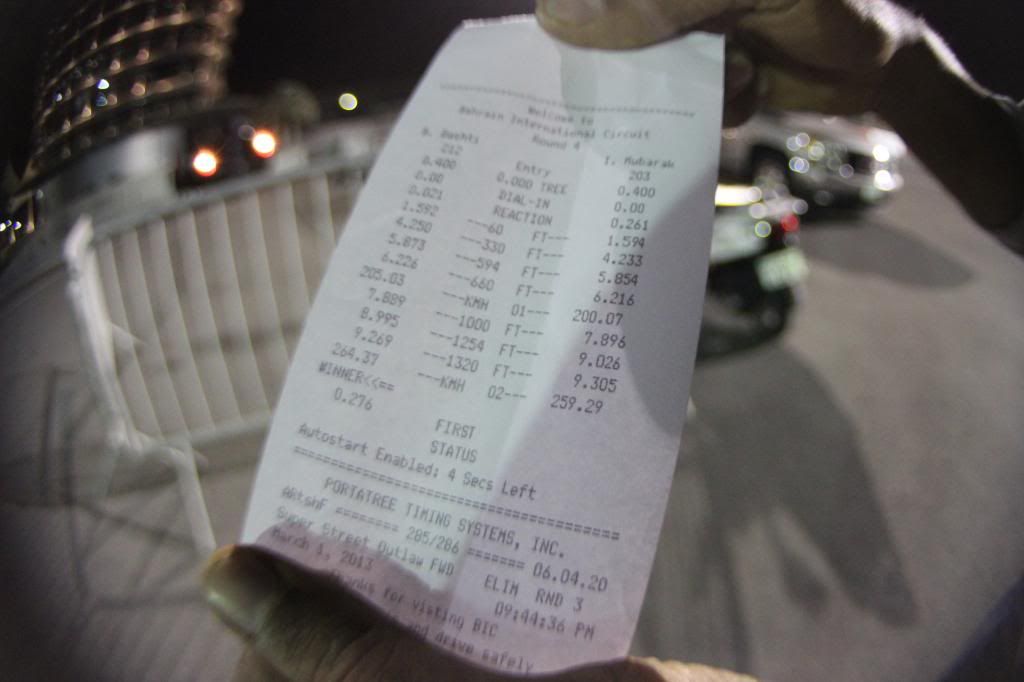 Welcome to
Bahrain International Circuit
Round 4
B. Dashti I. Mubarak
212 Entry 203
0.400 0.000 TREE 0.400
0.00 DIAL-IN 0.00
0.021 REACTION 0.261
1.592 ---60 FT--- 1.594
4.250 ---330 FT--- 4.233
5.873 ---594 FT--- 5.854
6.226 ---660 FT--- 6.216
205.03 ---KMH 01--- 200.07
7.889 ---1000 FT--- 7.896
8.995 ---1254 FT--- 9.026
9.269 ---1320 FT--- 9.305
264.37 ---KMH 02--- 259.29
WINNER<<==
0.276 FIRST
STATUS
Autostart Enabled: 4 Secs Left
PORTATREE TIMING SYSTEMS, INC.
ARtshF ======== 285/286 ======= 06.04.20
Super Street Outlaw FWD ELIM RND 3
March 1, 2013 09:44:36 PM
Thanks for visting BIC
and drive safely